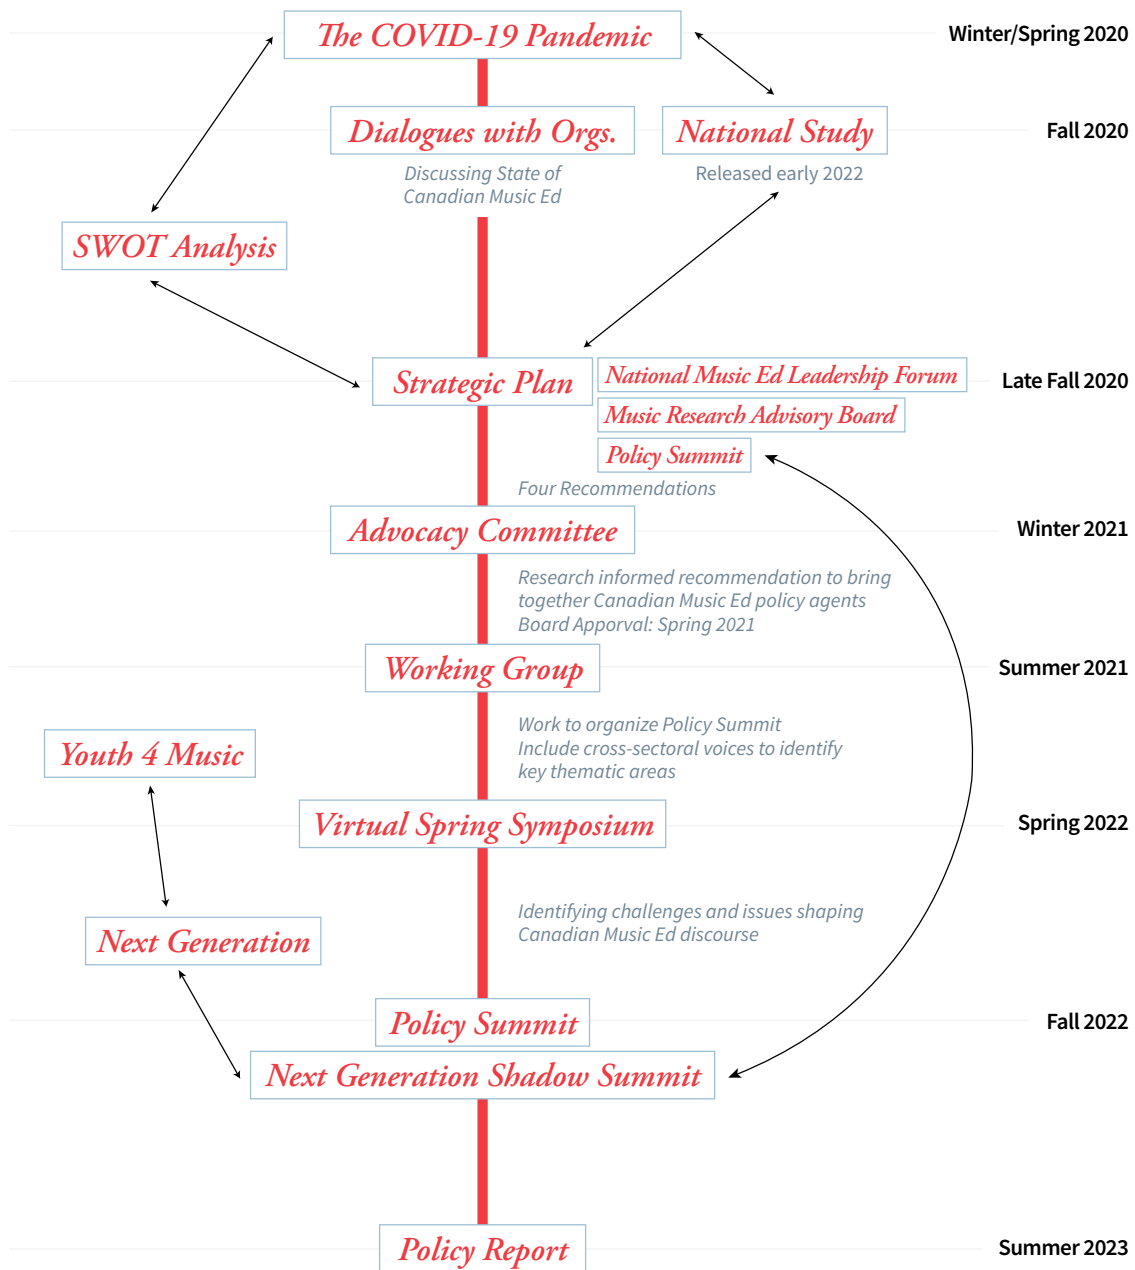 The COVID-19 Pandemic
Winter/Spring 2020
Dialogues with Orgs.
National Study
Fall 2020
Discussing State of
Canadian Music Ed
Released early 2022
SWOT Analysis
Strategic Plan
National Music Ed Leadership Forum
Late Fall 2020
Music Research Advisory Board
Policy Summit
Four Recommendations
Advocacy Committee
Winter 2021
Research informed recommendation to bring
together Canadian Music Ed policy agents
Board Apporval: Spring 2021
Working Group
Summer 2021
Work to organize Policy Summit
Include cross-sectoral voices to identify
key thematic areas
Youth 4 Music
Virtual Spring Symposium
Spring 2022
Identifying challenges and issues shaping
Canadian Music Ed discourse
Next Generation
Policy Summit
Fall 2022
Next Generation Shadow Summit
Policy Report
Summer 2023